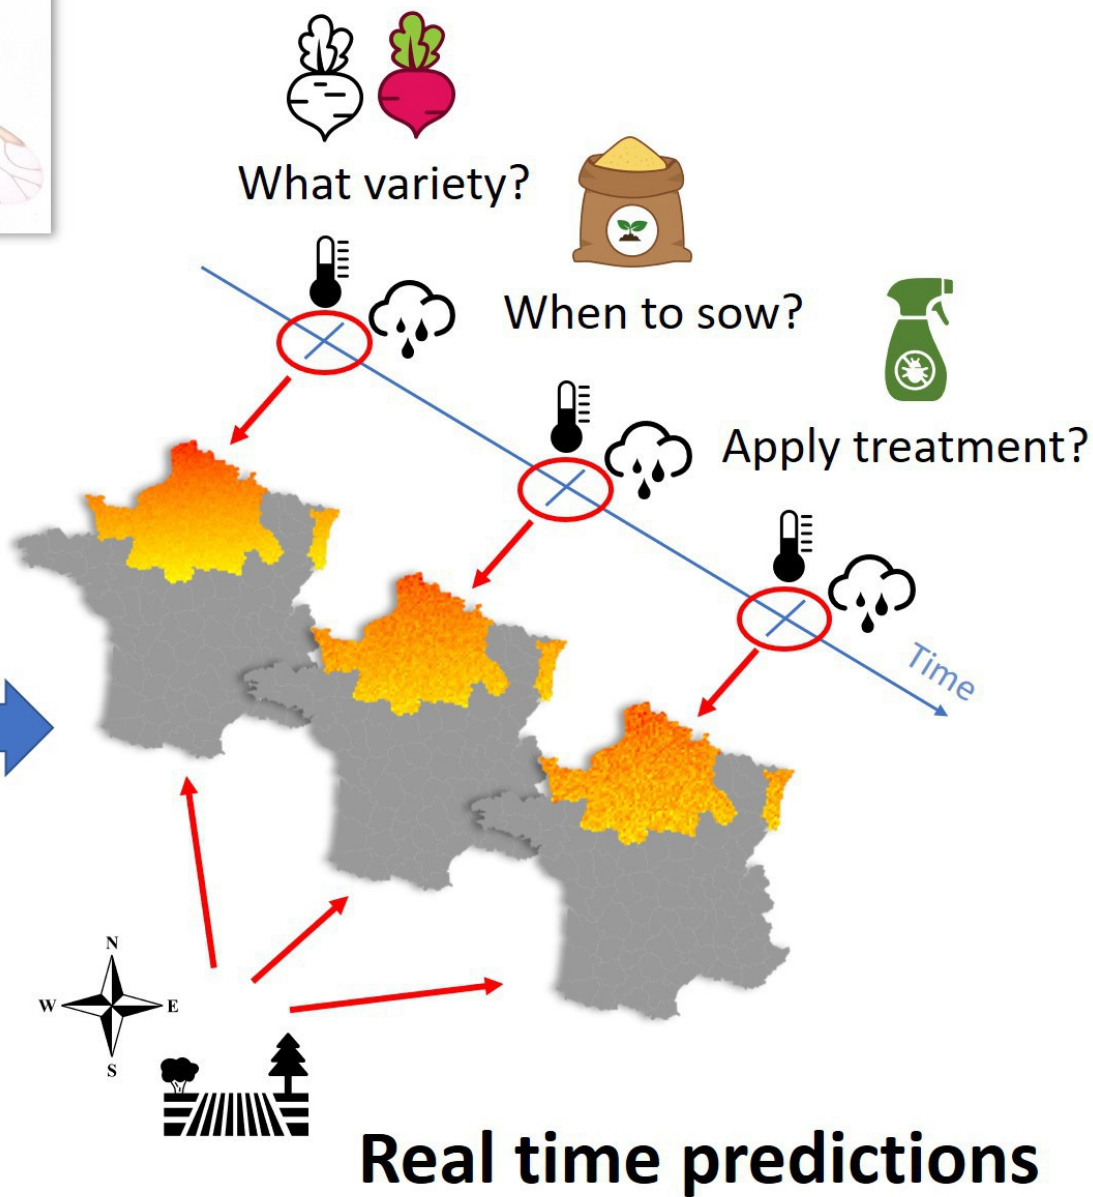 What variety?
When to sow?
Apply treatment?
Time
N
W E
S
Real time predictions